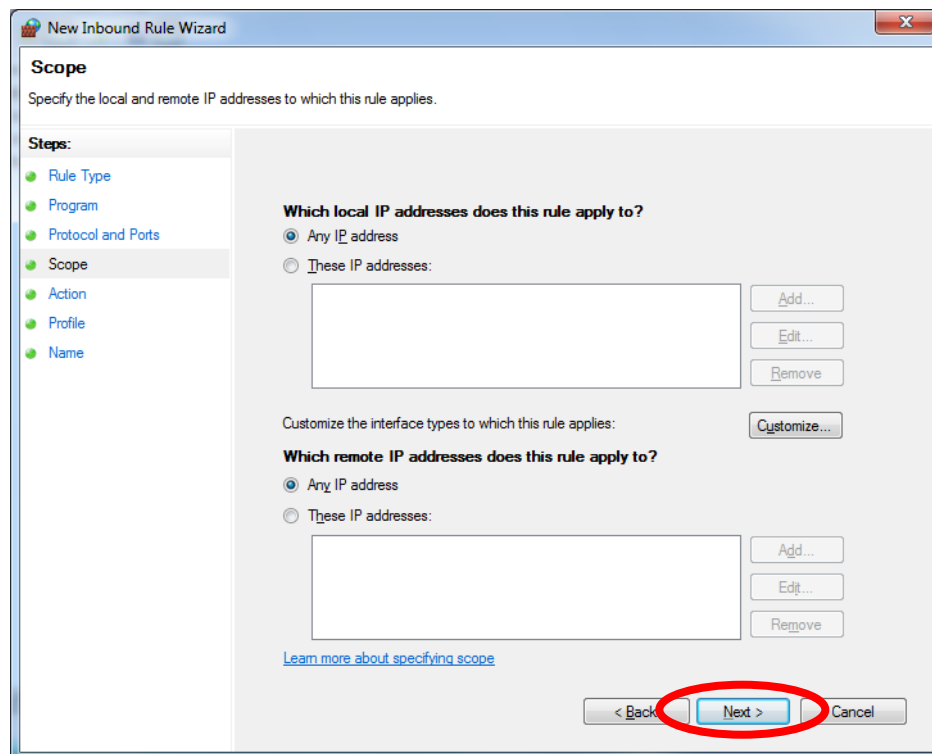 New Inbound Rule Wizard
Scope
Specify the local and remote IP addresses to which this rule applies.
Steps:
Rule Type
Program
Protocol and Ports
Scope
Action
Profile
Name
Which local IP addresses does this rule apply to?
Any IP address
These IP addresses:
Add...
Edit...
Remove
Customize the interface types to which this rule applies:
Customize...
Which remote IP addresses does this rule apply to?
Any IP address
These IP addresses:
Add...
Edit...
Remove
Learn more about specifying scope
< Back
Next >
Cancel